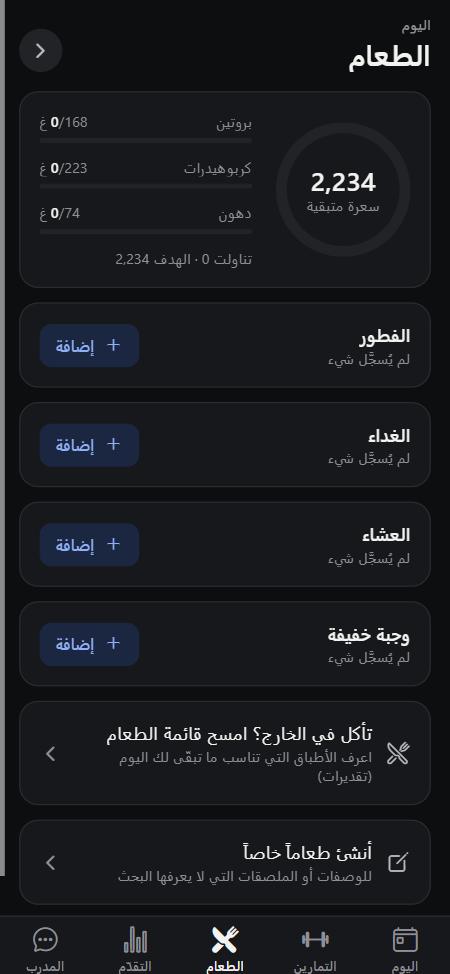 اليوم
الطعام
2,234
سعرة متبقية
بروتين
0/168 غ
كربوهيدرات
0/223 غ
دهون
0/74 غ
تناولت 0 · الهدف 2,234
الفطور
لم يُسجَّل شيء
+ إضافة
الغداء
لم يُسجَّل شيء
+ إضافة
العشاء
لم يُسجَّل شيء
+ إضافة
وجبة خفيفة
لم يُسجَّل شيء
+ إضافة
تأكل في الخارج؟ امسح قائمة الطعام
اعرف الأطباق التي تناسب ما تبقّى لك اليوم
(تقديرات)
أنشئ طعاماً خاصاً
للوصفات أو الملصقات التي لا يعرفها البحث
اليوم
التمارين
الطعام
التقدّم
المدرب